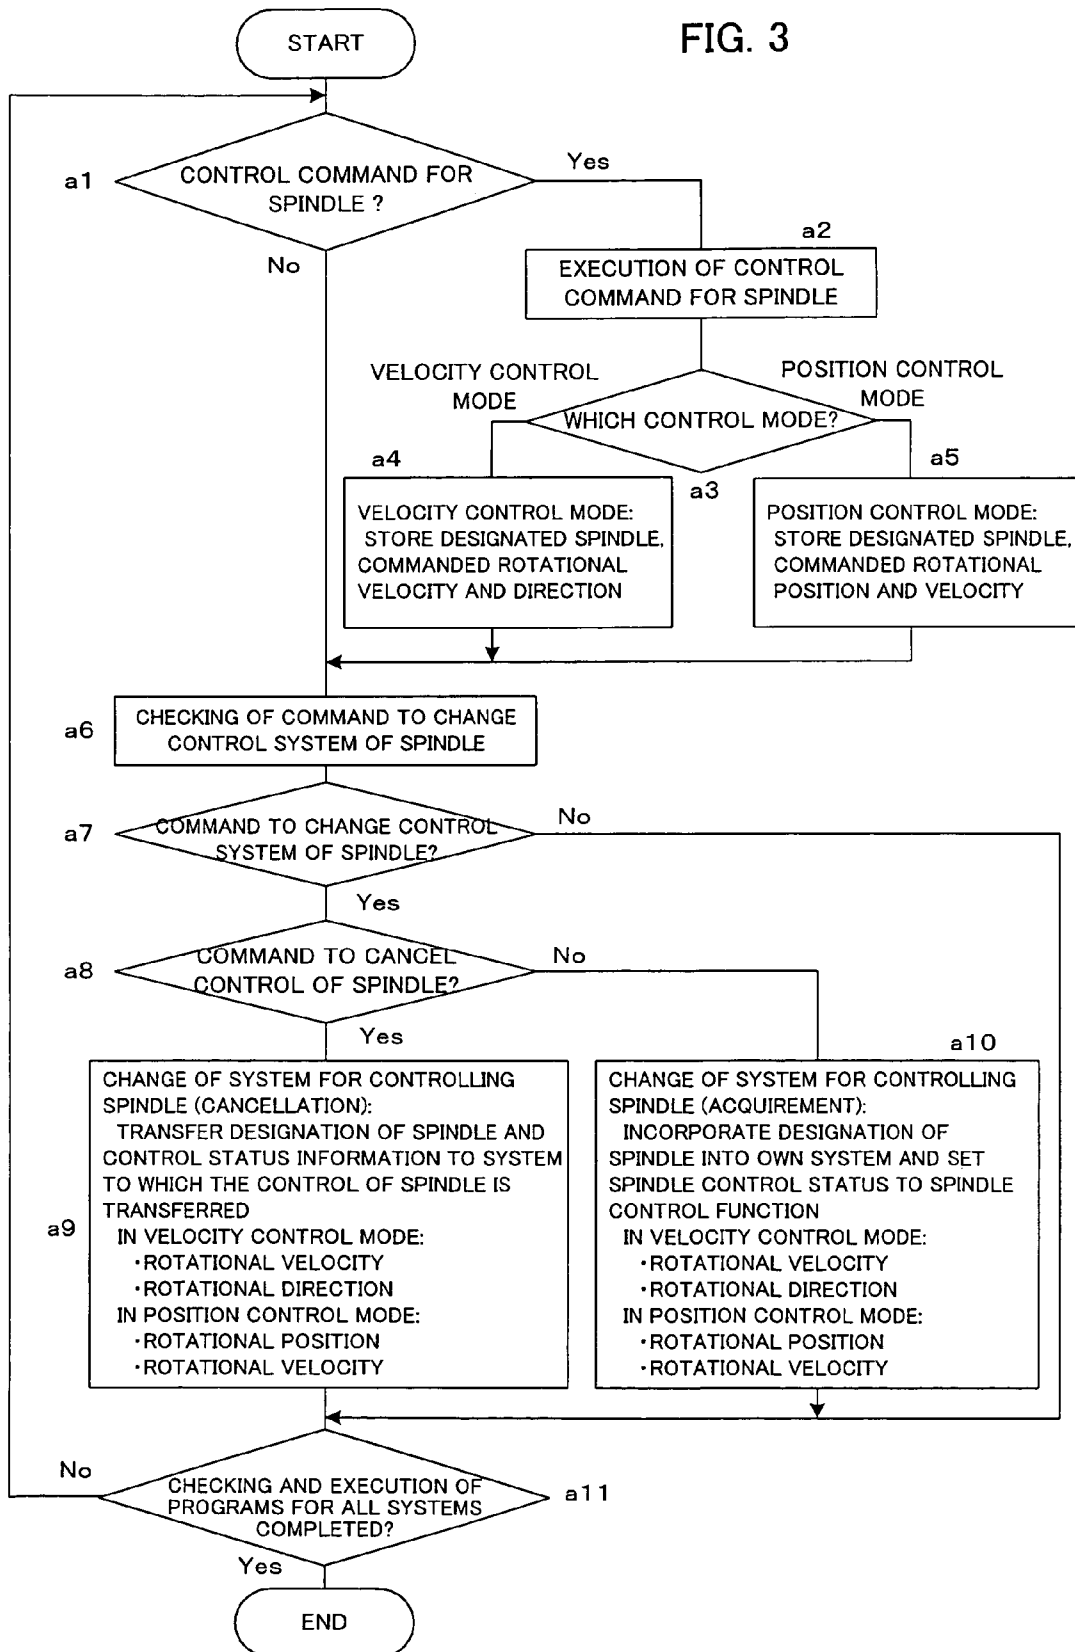 START
FIG. 3
a1
CONTROL COMMAND FOR
SPINDLE ?
Yes
No
a2
EXECUTION OF CONTROL
COMMAND FOR SPINDLE
VELOCITY CONTROL
MODE
POSITION CONTROL
MODE
WHICH CONTROL MODE?
a3
a4
VELOCITY CONTROL MODE:
STORE DESIGNATED SPINDLE,
COMMANDED ROTATIONAL
VELOCITY AND DIRECTION
a5
POSITION CONTROL MODE:
STORE DESIGNATED SPINDLE,
COMMANDED ROTATIONAL
POSITION AND VELOCITY
a6
CHECKING OF COMMAND TO CHANGE
CONTROL SYSTEM OF SPINDLE
a7
COMMAND TO CHANGE CONTROL
SYSTEM OF SPINDLE?
No
Yes
a8
COMMAND TO CANCEL
CONTROL OF SPINDLE?
No
Yes
a9
CHANGE OF SYSTEM FOR CONTROLLING
SPINDLE (CANCELLATION):
TRANSFER DESIGNATION OF SPINDLE AND
CONTROL STATUS INFORMATION TO SYSTEM
TO WHICH THE CONTROL OF SPINDLE IS
TRANSFERRED
IN VELOCITY CONTROL MODE:
・ROTATIONAL VELOCITY
・ROTATIONAL DIRECTION
IN POSITION CONTROL MODE:
・ROTATIONAL POSITION
・ROTATIONAL VELOCITY
a10
CHANGE OF SYSTEM FOR CONTROLLING
SPINDLE (ACQUIREMENT):
INCORPORATE DESIGNATION OF
SPINDLE INTO OWN SYSTEM AND SET
SPINDLE CONTROL STATUS TO SPINDLE
CONTROL FUNCTION
IN VELOCITY CONTROL MODE:
・ROTATIONAL VELOCITY
・ROTATIONAL DIRECTION
IN POSITION CONTROL MODE:
・ROTATIONAL POSITION
・ROTATIONAL VELOCITY
No
CHECKING AND EXECUTION OF
PROGRAMS FOR ALL SYSTEMS
COMPLETED?
a11
Yes
END